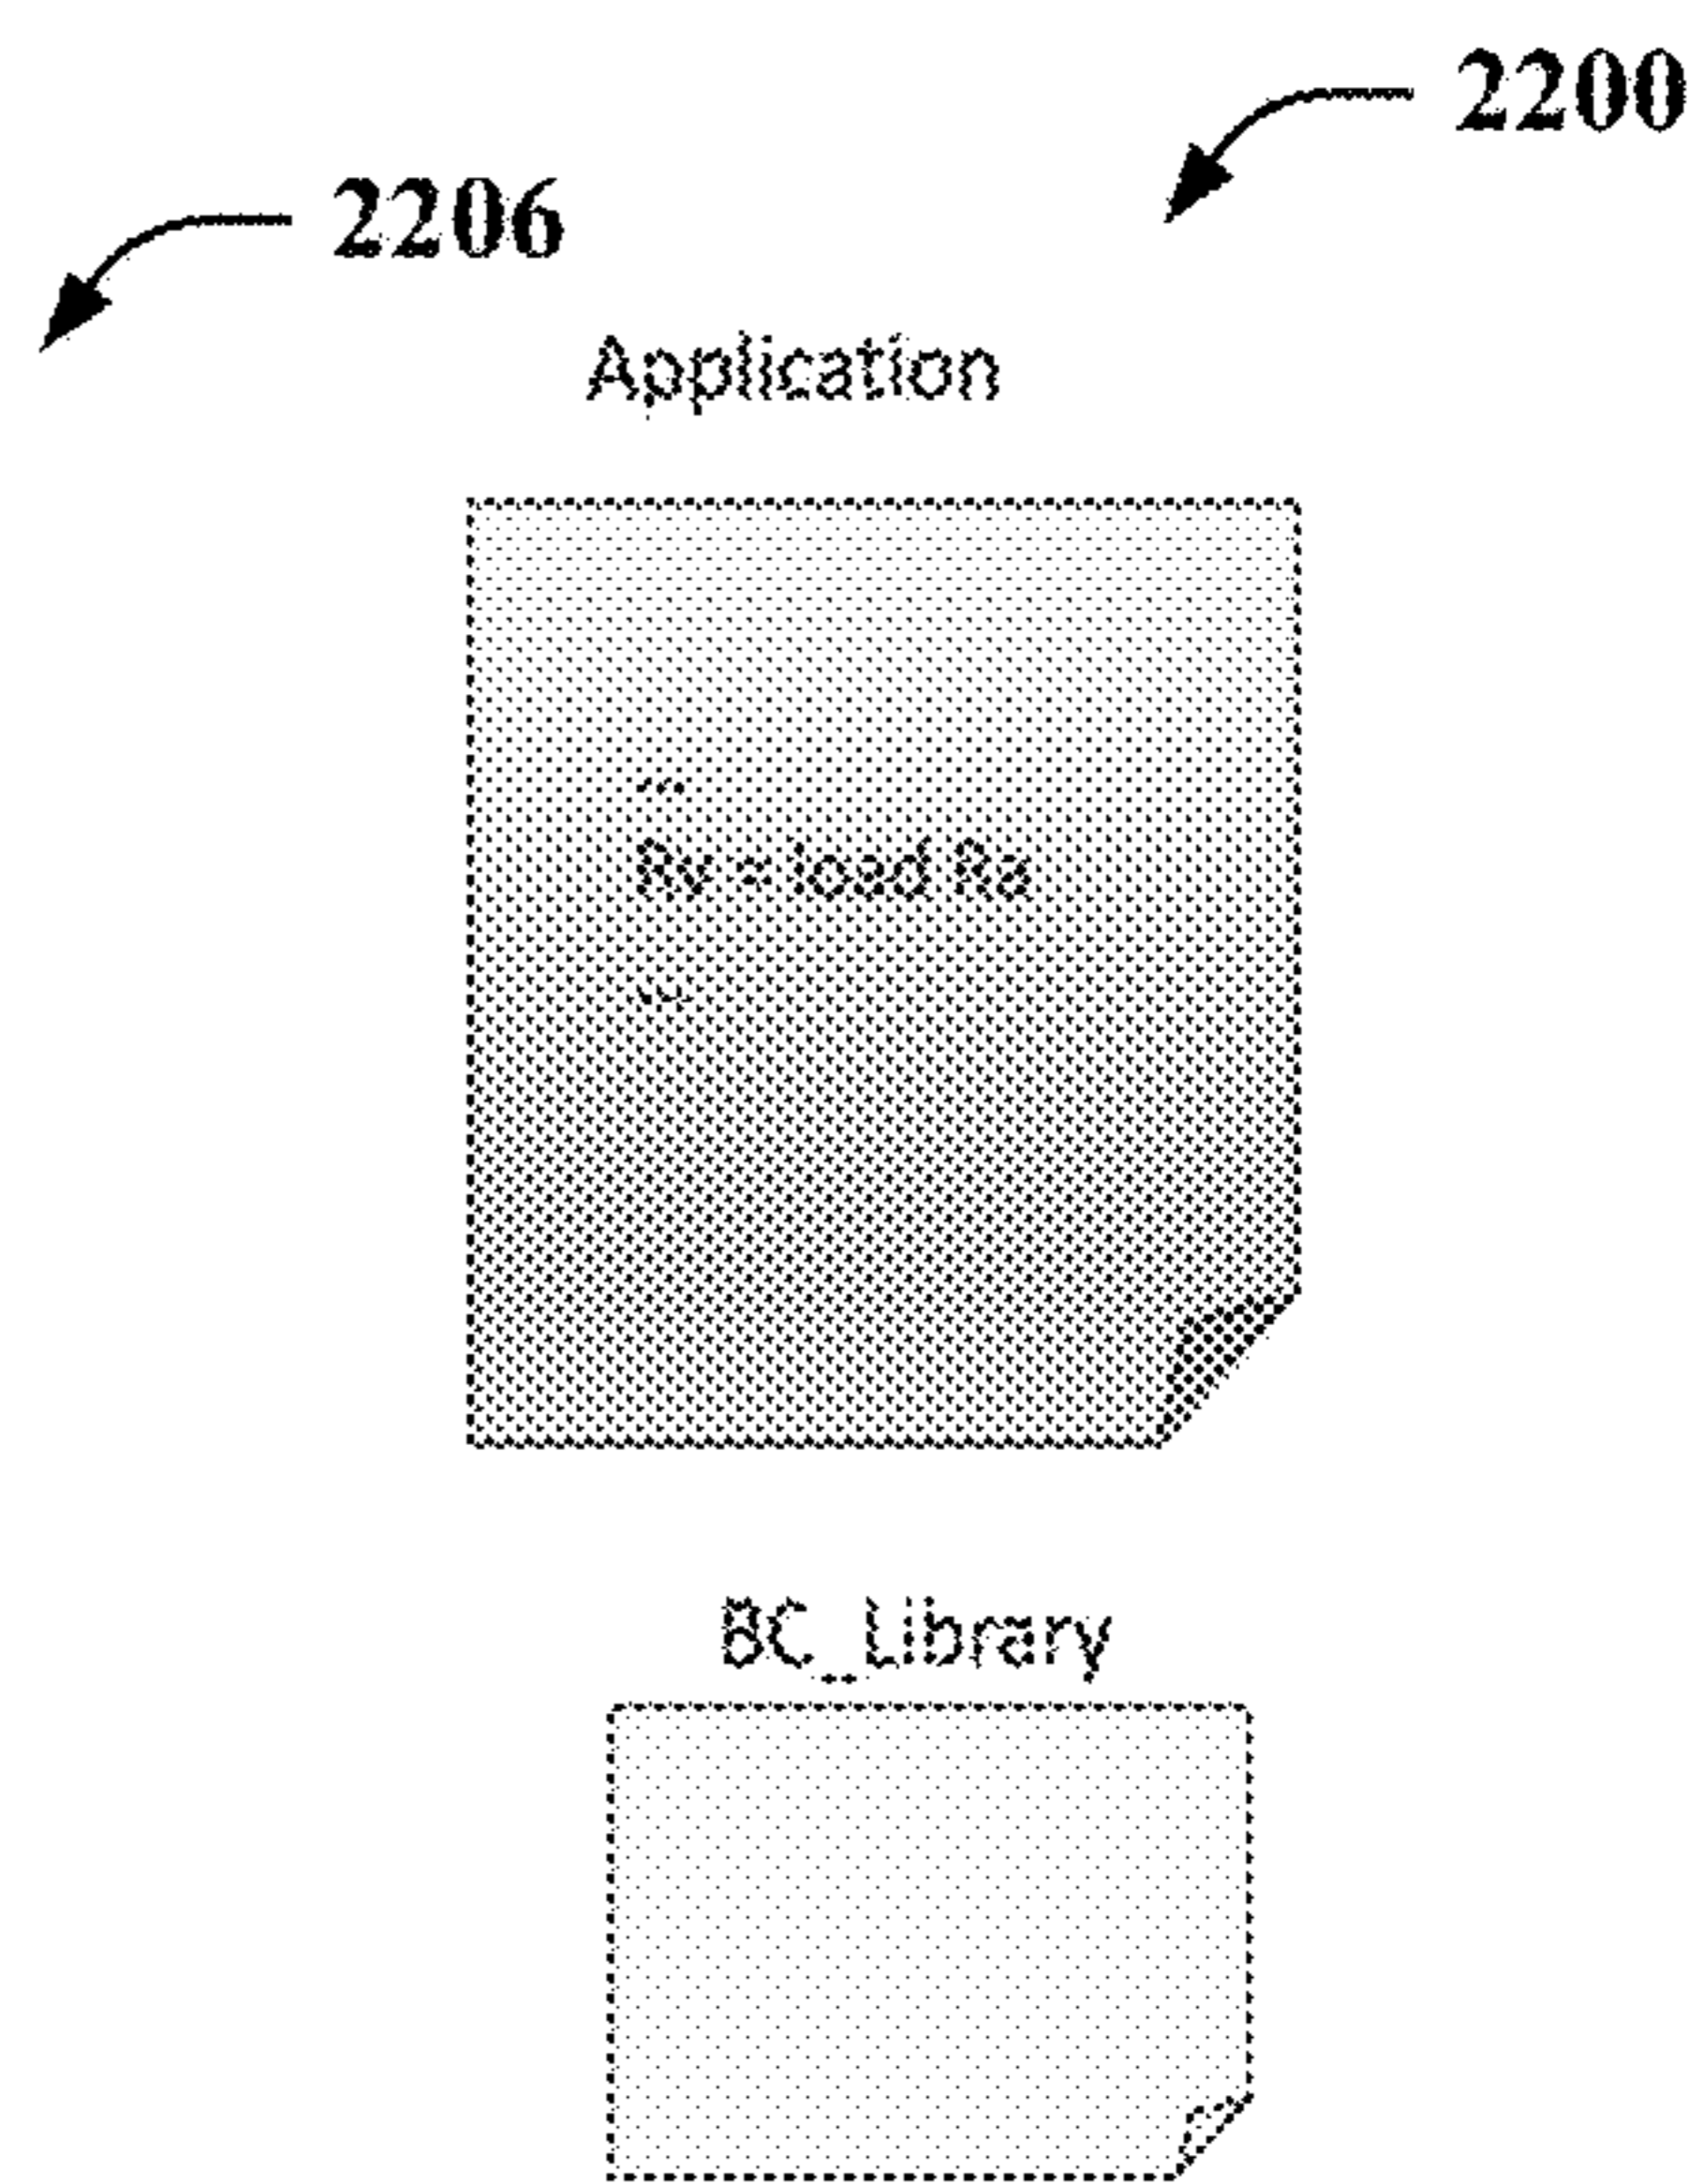 2200
2206
Application
...
Rv = load Ra
...
BC_Library